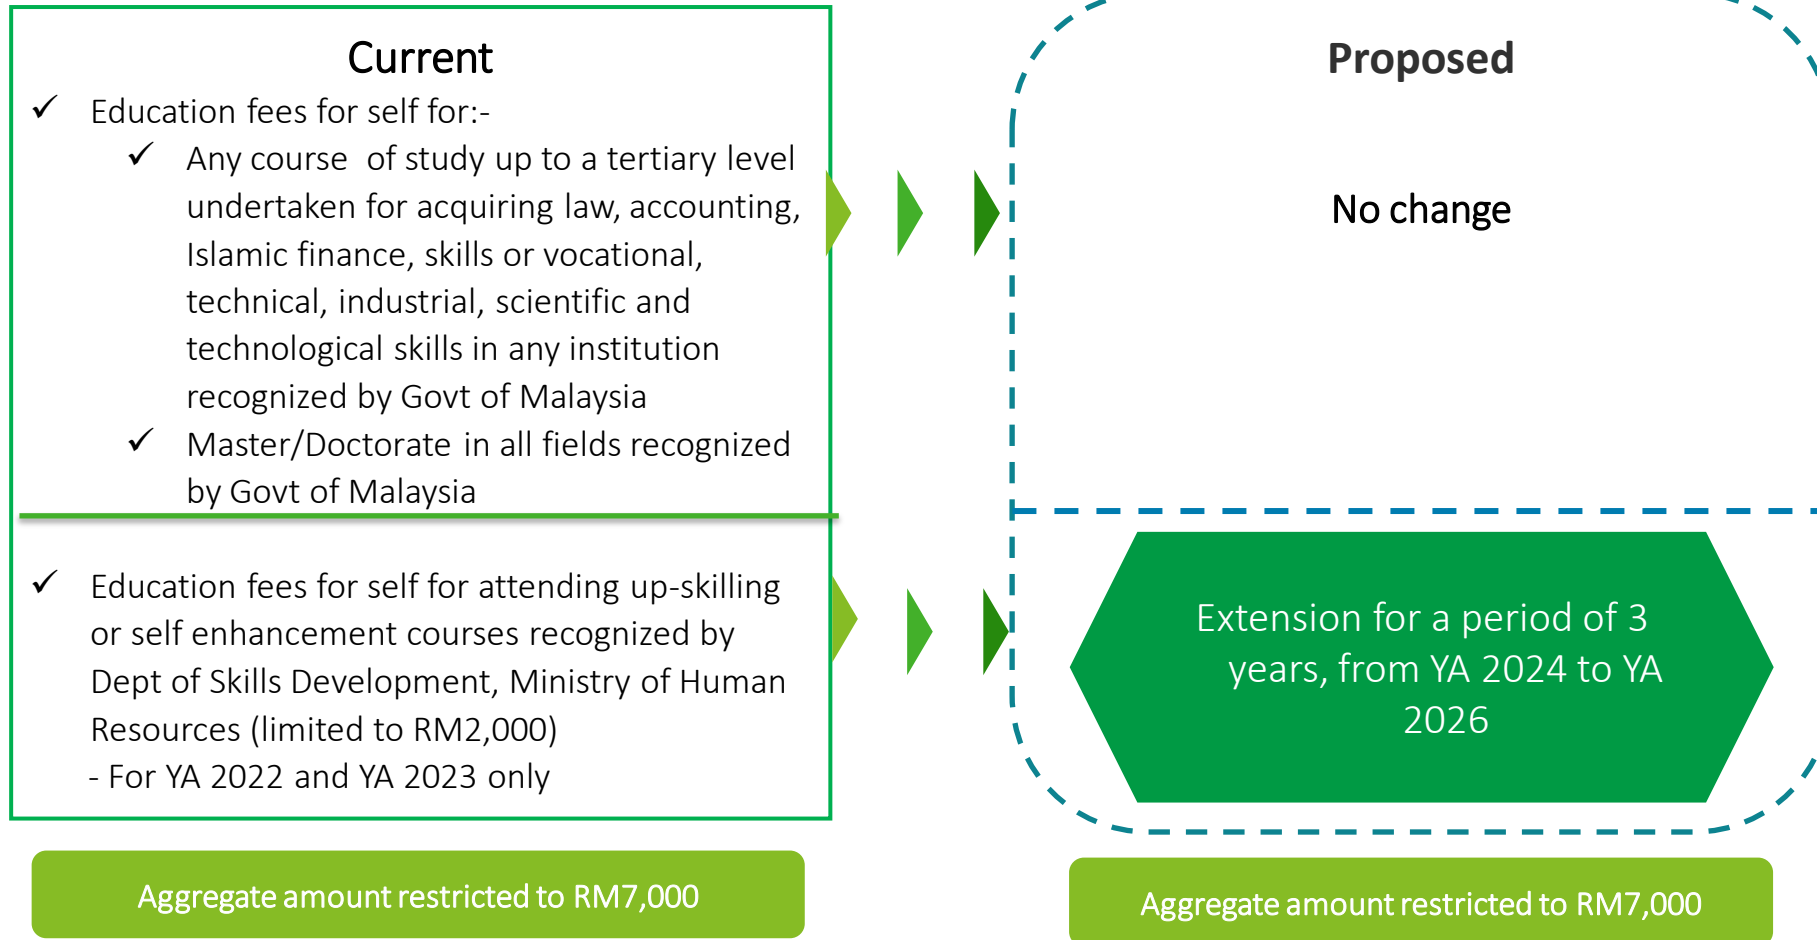 Current
✓ Education fees for self for:-
✓ Any course of study up to a tertiary level
undertaken for acquiring law, accounting,
Islamic finance, skills or vocational,
technical, industrial, scientific and
technological skills in any institution
recognized by Govt of Malaysia
✓ Master/Doctorate in all fields recognized
by Govt of Malaysia
✓ Education fees for self for attending up-skilling
or self enhancement courses recognized by
Dept of Skills Development, Ministry of Human
Resources (limited to RM2,000)
- For YA 2022 and YA 2023 only
Aggregate amount restricted to RM7,000
Proposed
No change
Extension for a period of 3
years, from YA 2024 to YA
2026
Aggregate amount restricted to RM7,000